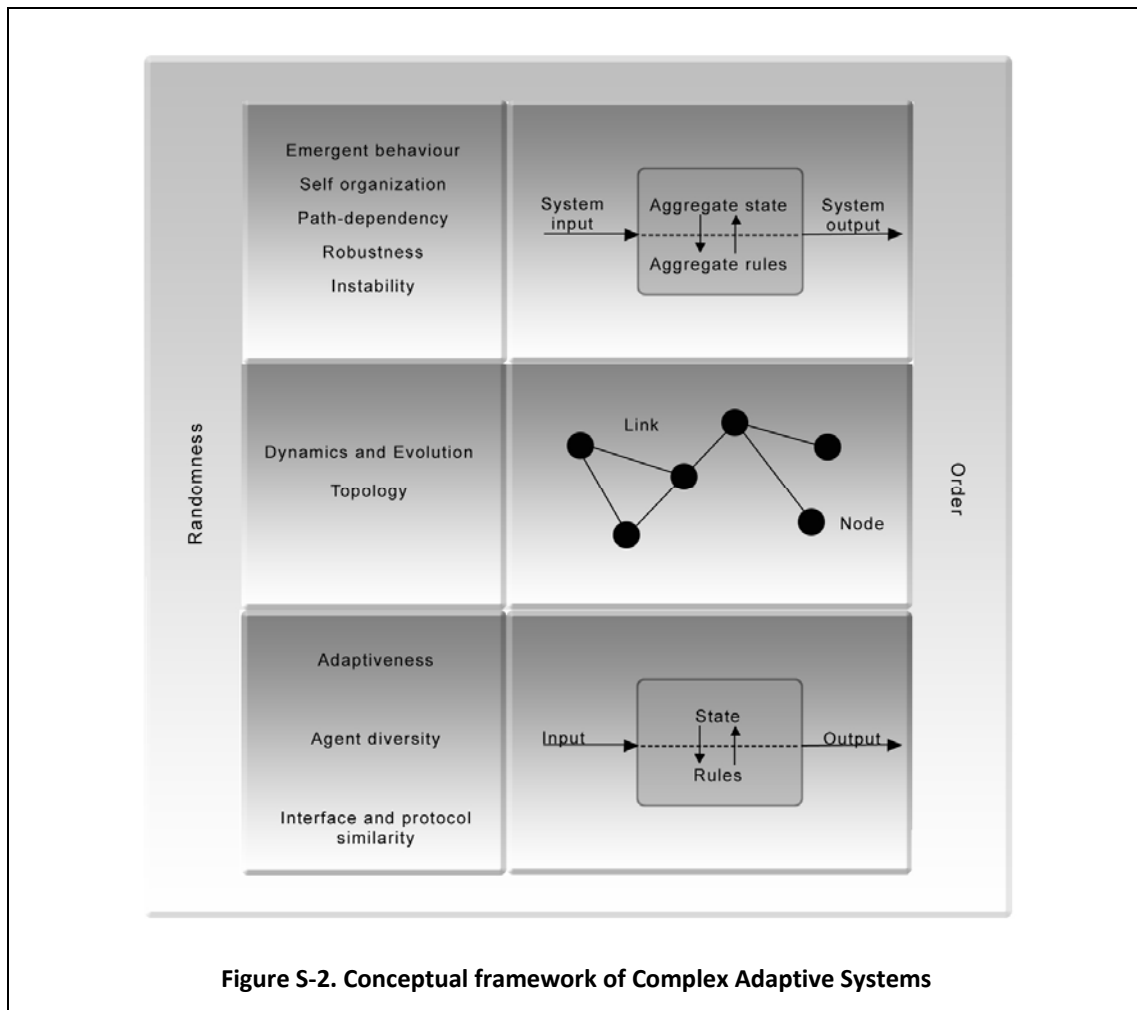 Emergent behaviour
Self organization
Path-dependency
Robustness
Instability
System
input
Aggregate state
Aggregate rules
System
output
Randomness
Dynamics and Evolution
Topology
Link
Node
Order
Adaptiveness
Agent diversity
Interface and protocol
similarity
Input
State
Rules
Output
Figure S-2. Conceptual framework of Complex Adaptive Systems